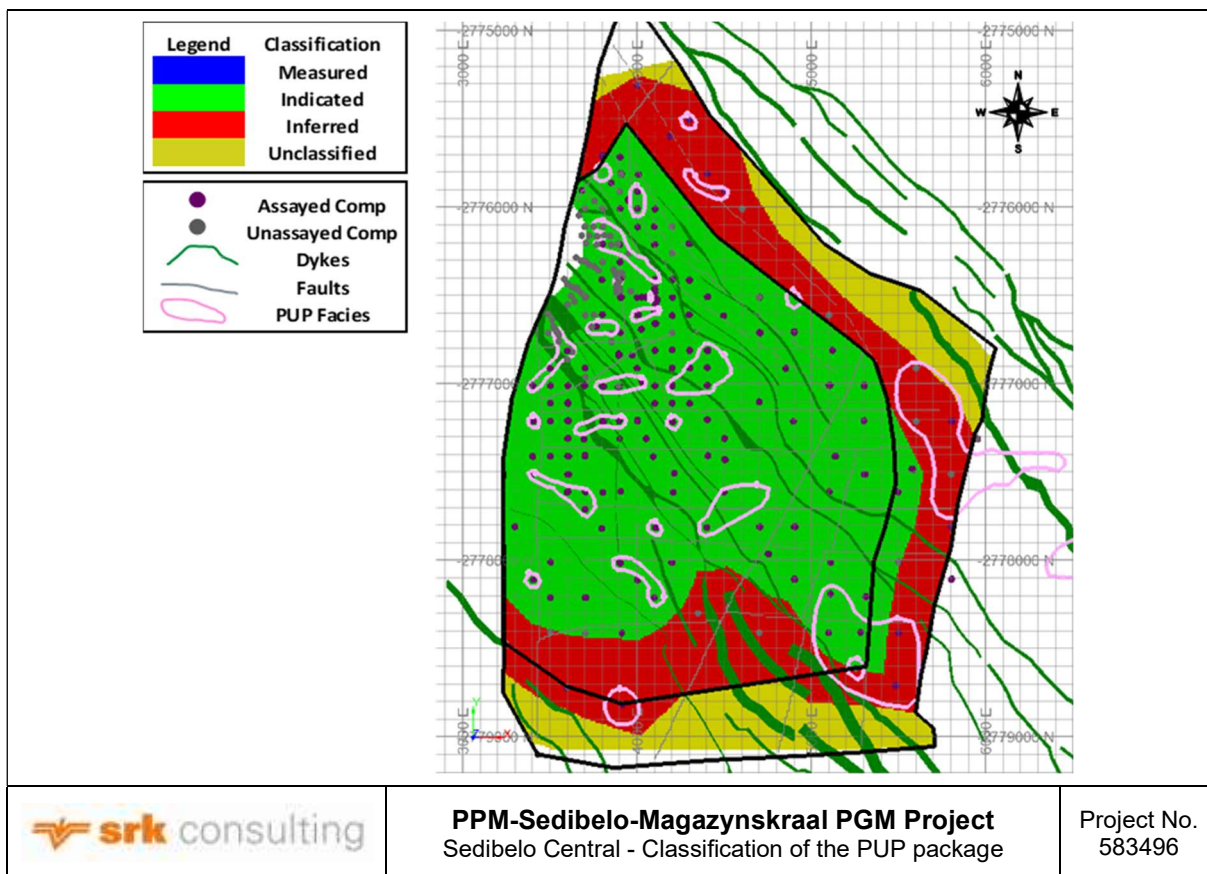 Legend Classification
Measured
Indicated
Inferred
Unclassified
Assayed Comp
Unassayed Comp
Dykes
Faults
PUP Facies
-2775000 N
-2775000 N
6000 E
N
W E
S
-2776000 N
-2776000 N
-2777000
2777000 N
2778000 N
2779000 N
Y
X
srk consulting
PPM-Sedibelo-Magazynskraal PGM Project
Sedibelo Central - Classification of the PUP package
Project No.
583496